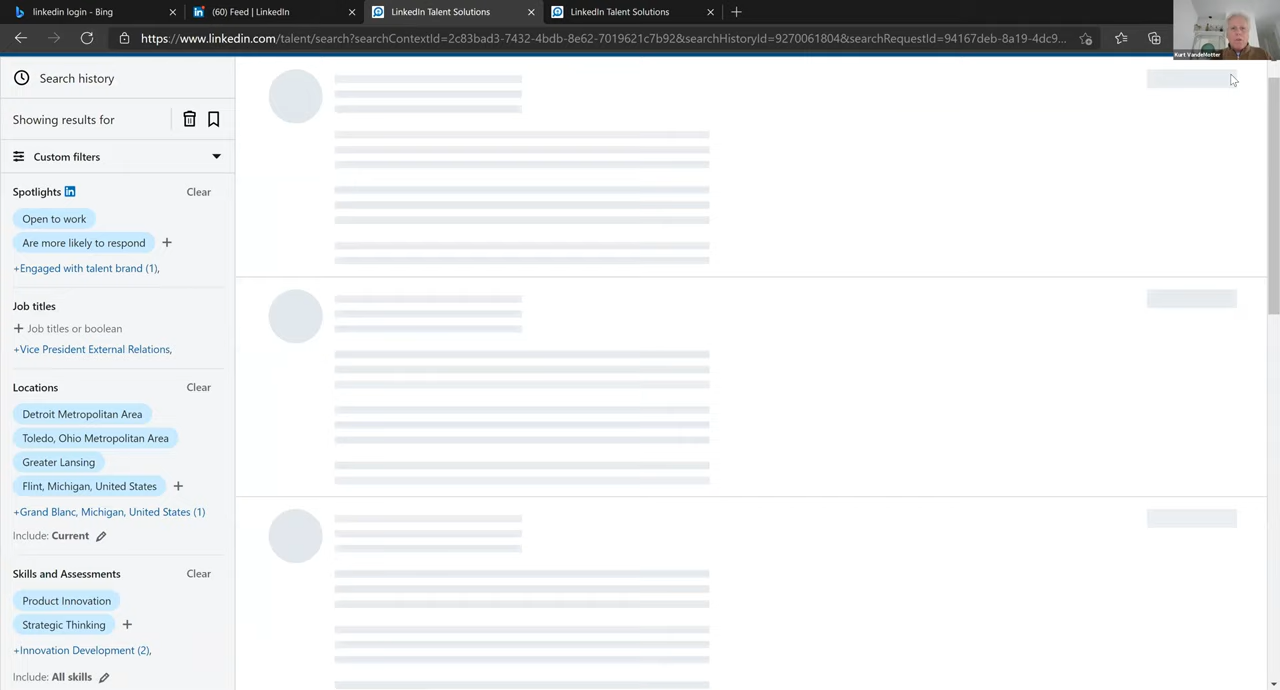 linkedin login - Bing
(60) Feed | LinkedIn
LinkedIn Talent Solutions
LinkedIn Talent Solutions
https://www.linkedin.com/talent/search?searchContextId=2c83bad3-7432-4bdb-8e62-7019621c7b92&searchHistoryId=9270061804&searchRequestId=94167deb-8a19-4dc9...
Kurt VandeMotter
Search history
Showing results for
Custom filters
Spotlights in
Clear
Open to work
Are more likely to respond +
+Engaged with talent brand (1),
Job titles
+ Job titles or boolean
+Vice President External Relations,
Locations
Clear
Detroit Metropolitan Area
Toledo, Ohio Metropolitan Area
Greater Lansing
Flint, Michigan, United States +
+Grand Blanc, Michigan, United States (1)
Include: Current
Skills and Assessments
Clear
Product Innovation
Strategic Thinking +
+Innovation Development (2),
Include: All skills